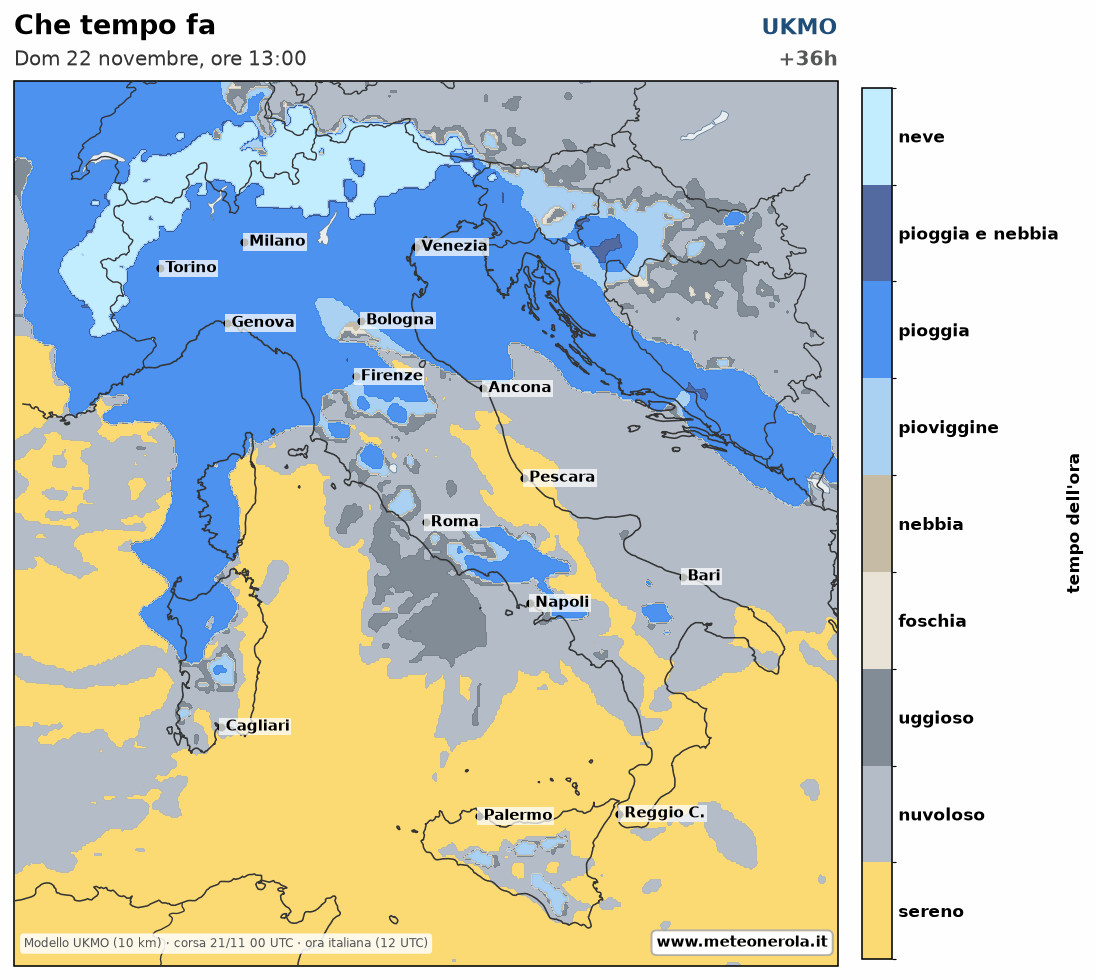 Che tempo fa
UKMO
Dom 22 novembre, ore 13:00
+36h
neve
pioggia e nebbia
pioggia
pioviggine
nebbia
foschia
uggioso
nuvoloso
sereno
tempo dell'ora
Milano
Venezia
Torino
Genova
Bologna
Firenze
Ancona
Pescara
Roma
Bari
Napoli
Cagliari
Palermo
Reggio C.
Modello UKMO (10 km) · corsa 21/11 00 UTC · ora italiana (12 UTC)
www.meteonerola.it